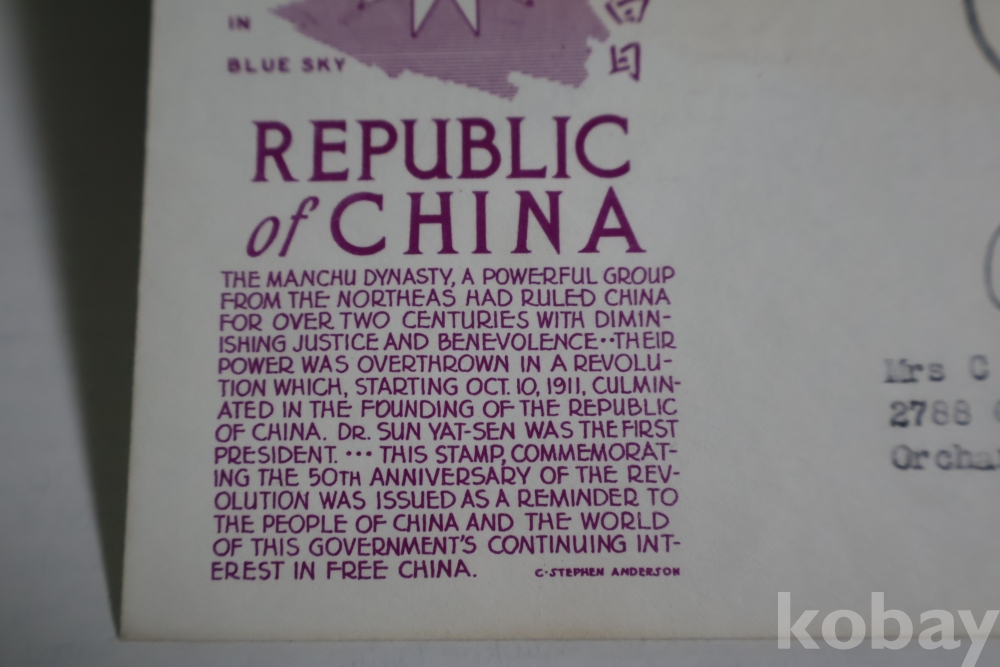 IN
BLUE SKY
REPUBLIC
of CHINA
THE MANCHU DYNASTY, A POWERFUL GROUP
FROM THE NORTHEAS HAD RULED CHINA
FOR OVER TWO CENTURIES WITH DIMIN-
ISHING JUSTICE AND BENEVOLENCE··THEIR
POWER WAS OVERTHROWN IN A REVOLU-
TION WHICH, STARTING OCT. 10, 1911, CULMIN-
ATED IN THE FOUNDING OF THE REPUBLIC
OF CHINA. DR. SUN YAT-SEN WAS THE FIRST
PRESIDENT. ··· THIS STAMP, COMMEMORAT-
ING THE 50TH ANNIVERSARY OF THE REV-
OLUTION WAS ISSUED AS A REMINDER TO
THE PEOPLE OF CHINA AND THE WORLD
OF THIS GOVERNMENT'S CONTINUING INT-
EREST IN FREE CHINA.
C·STEPHEN ANDERSON
Mrs C
2788
Orcha
kobay